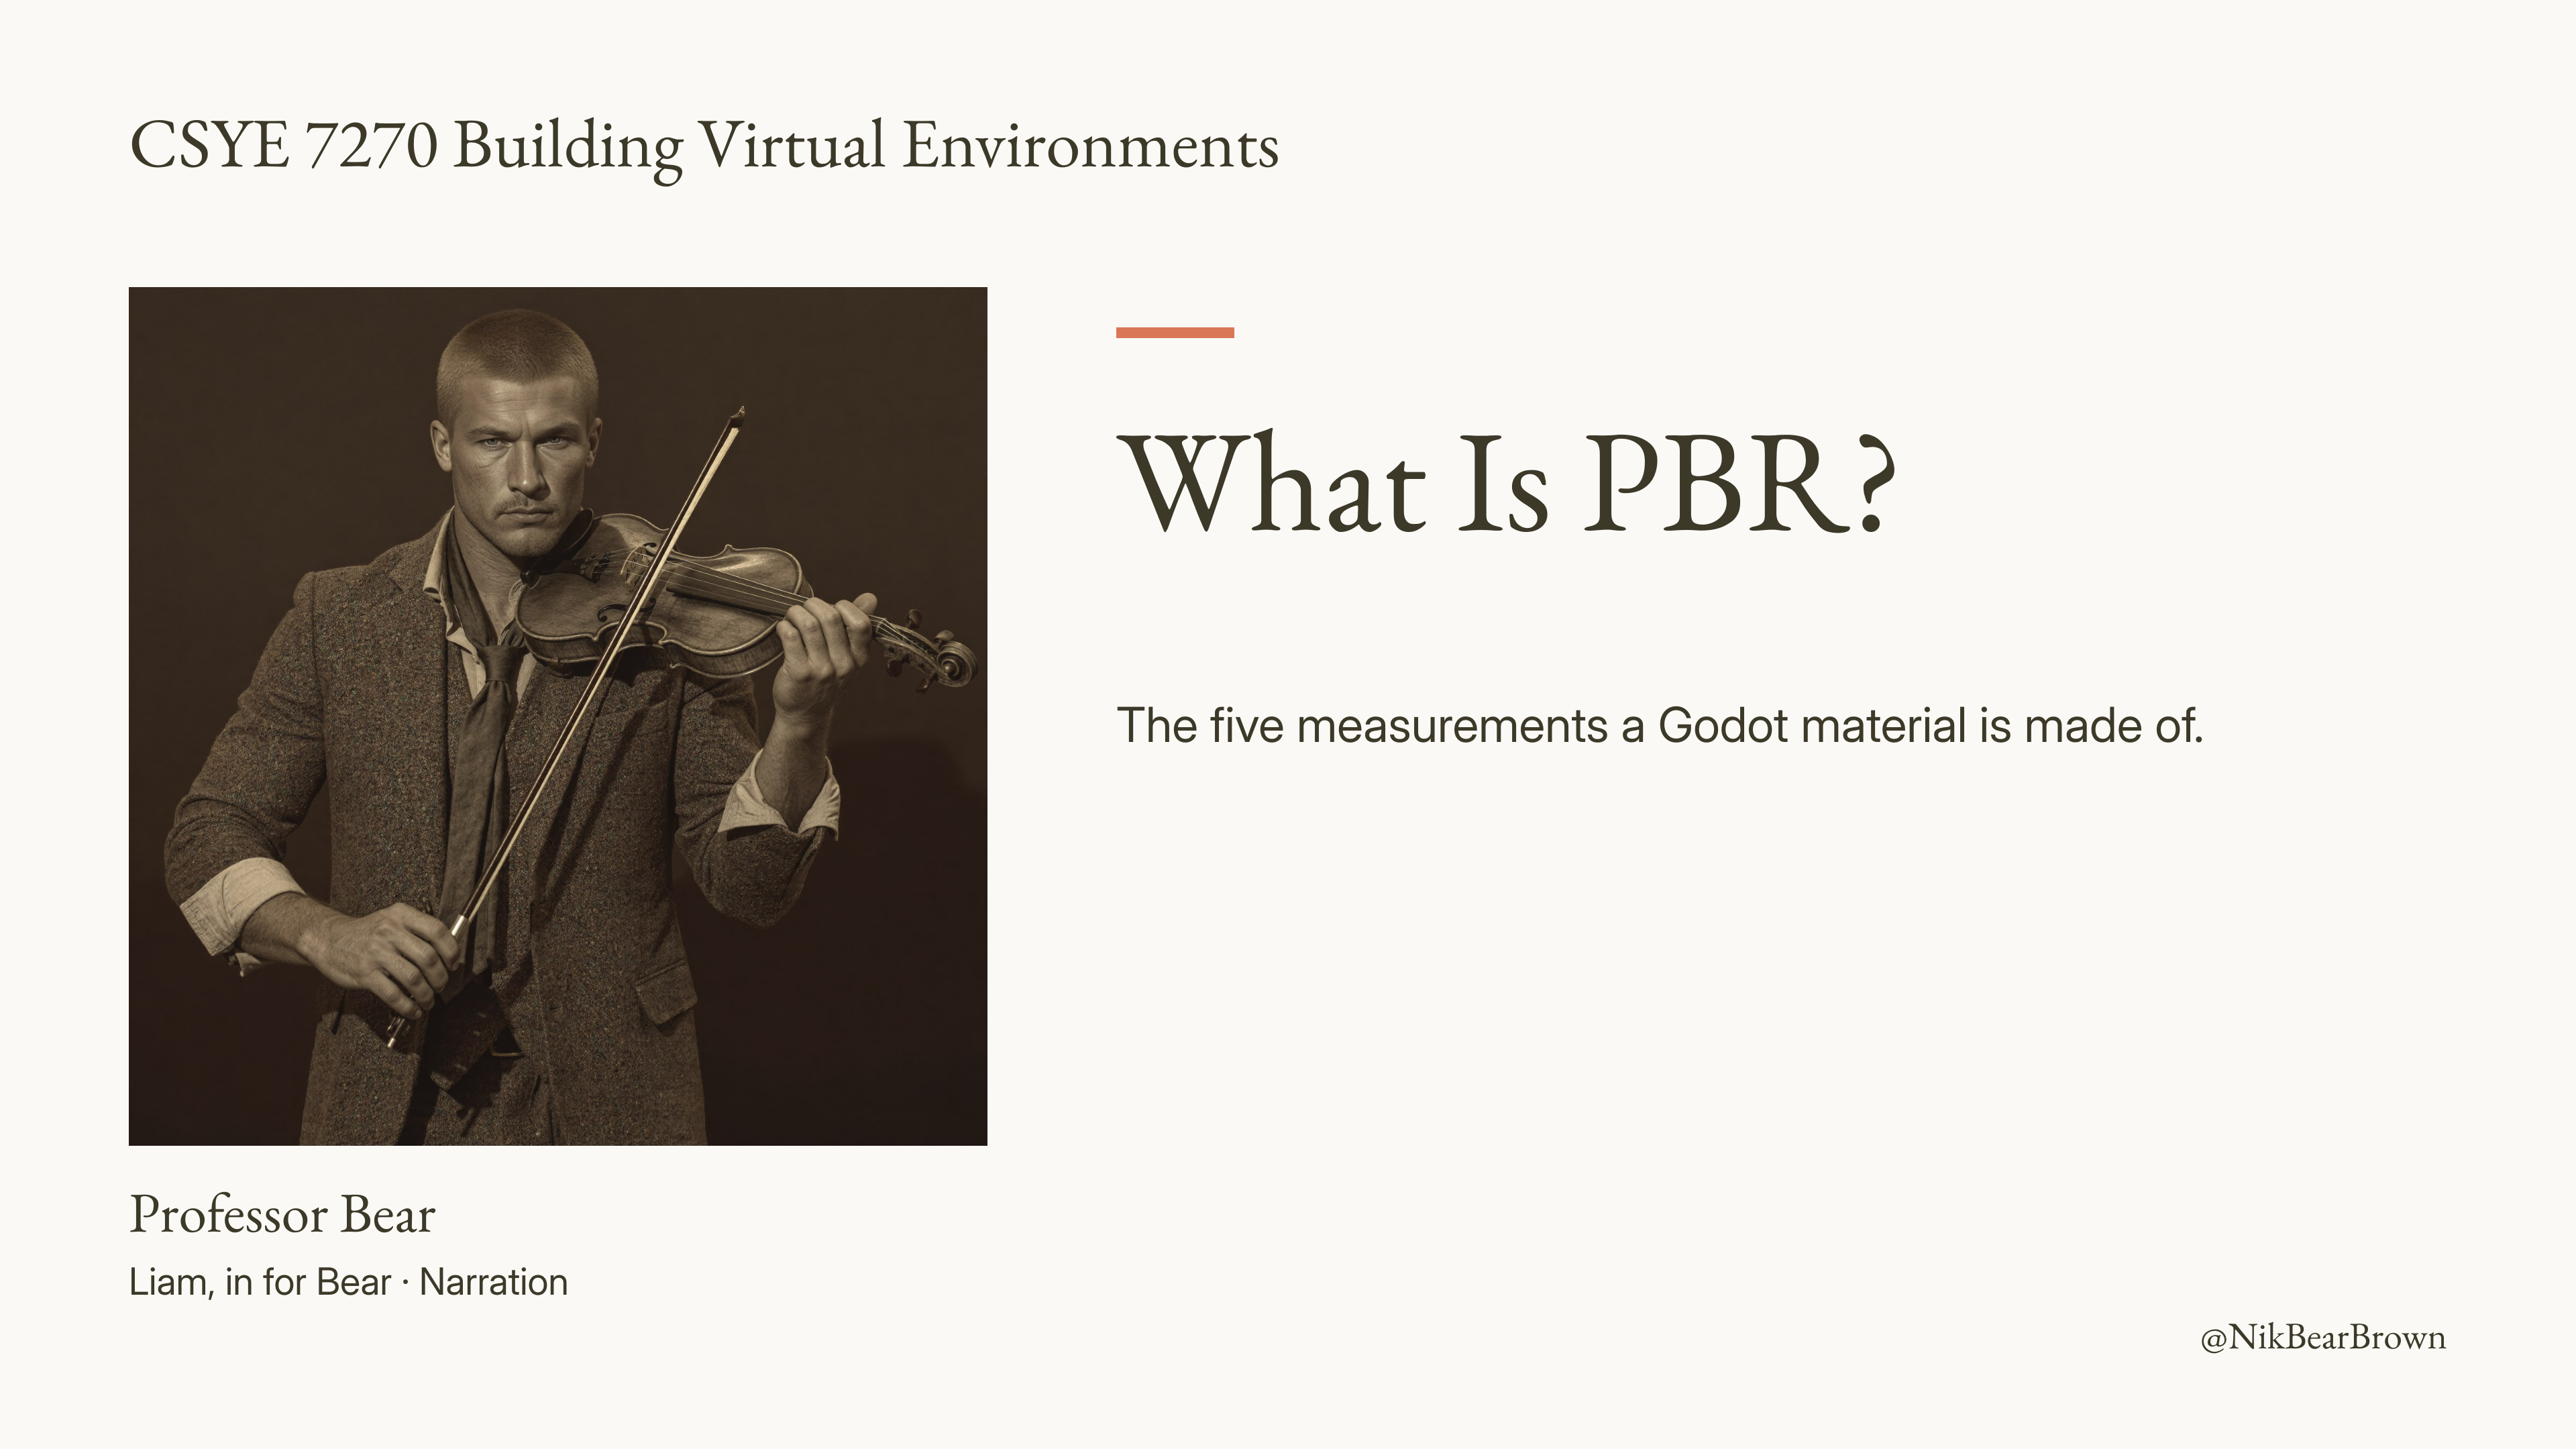 CSYE 7270 Building Virtual Environments
What Is PBR?
The five measurements a Godot material is made of.
Professor Bear
Liam, in for Bear · Narration
@NikBearBrown